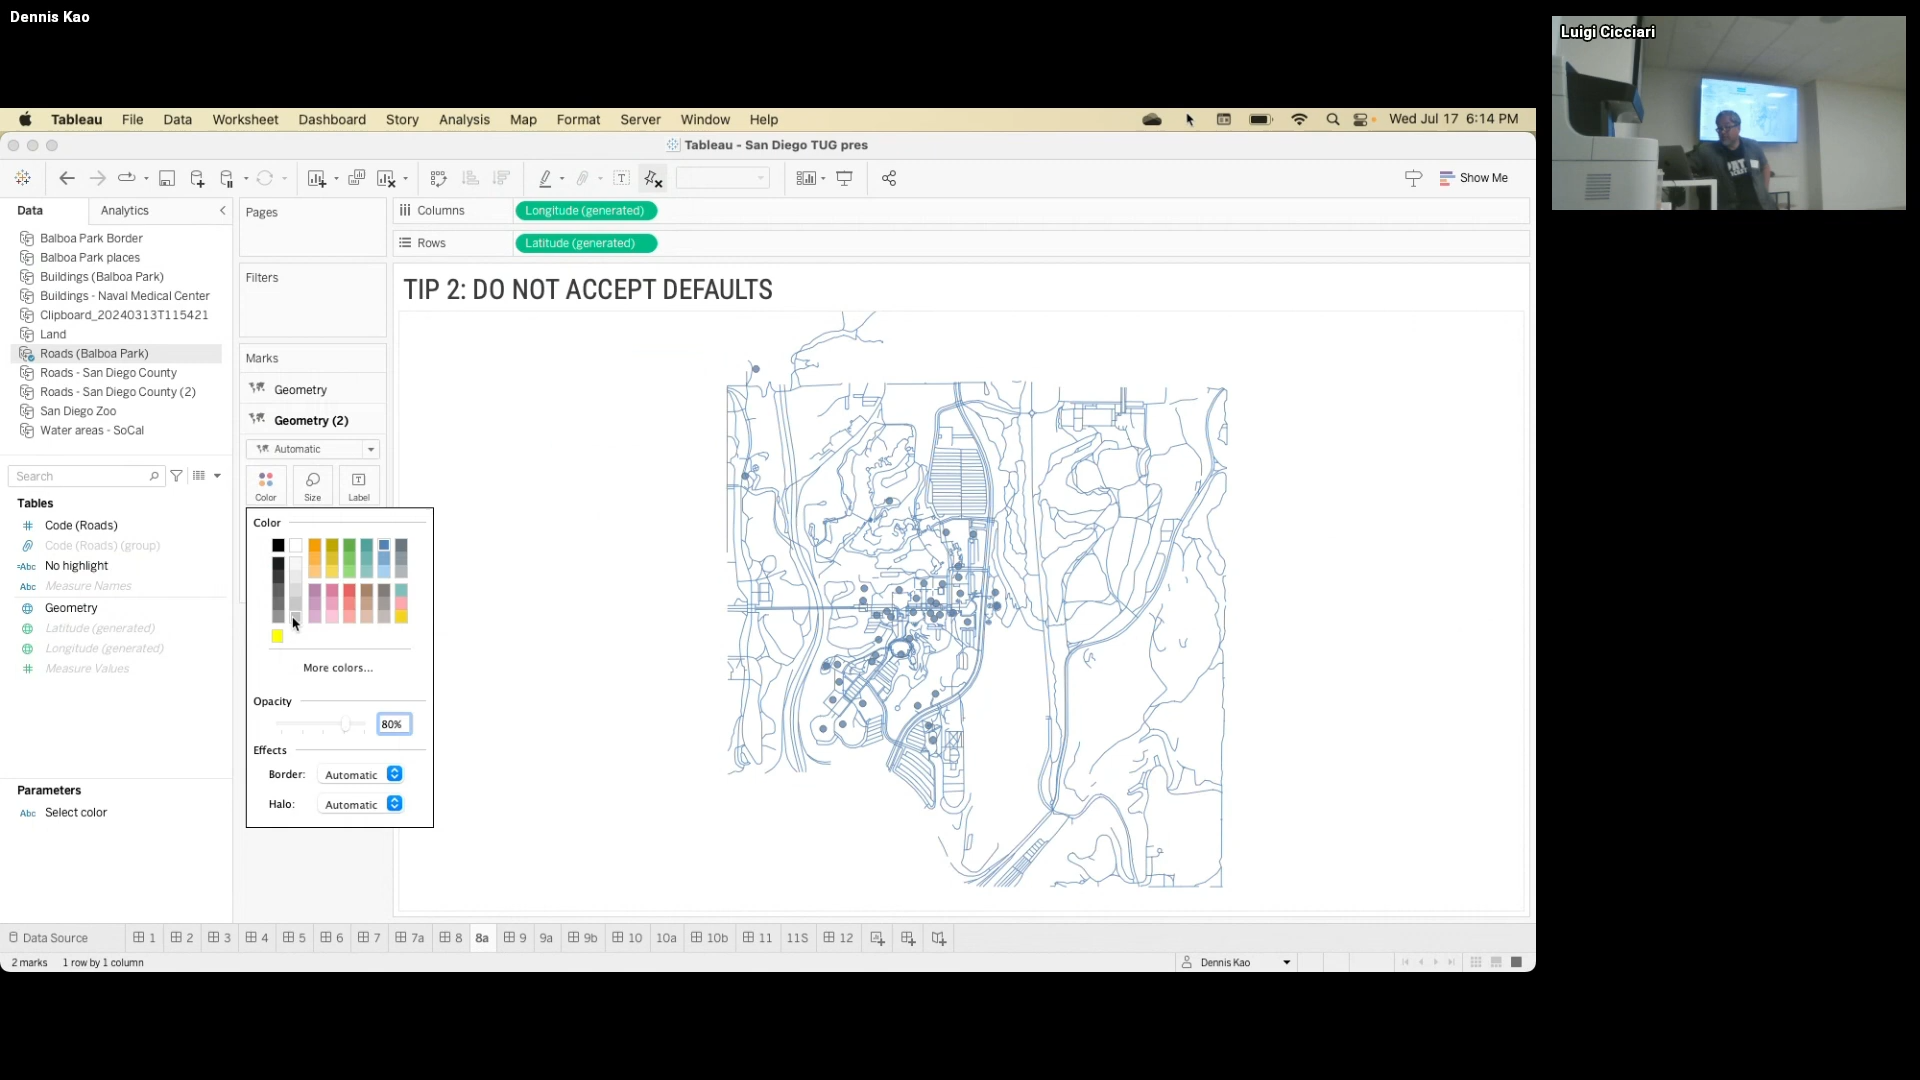 Dennis Kao
Luigi Cicciari
Tableau File Data Worksheet Dashboard Story Analysis Map Format Server Window Help
Wed Jul 17 6:14 PM
Tableau - San Diego TUG pres
Show Me
Data Analytics
Balboa Park Border
Balboa Park places
Buildings (Balboa Park)
Buildings - Naval Medical Center
Clipboard_20240313T115421
Land
Roads (Balboa Park)
Roads - San Diego County
Roads - San Diego County (2)
San Diego Zoo
Water areas - SoCal
Search
Tables
# Code (Roads)
Code (Roads) (group)
=Abc No highlight
Abc Measure Names
Geometry
Latitude (generated)
Longitude (generated)
# Measure Values
Parameters
Abc Select color
Pages
Filters
Marks
Geometry
Geometry (2)
Automatic
Color Size Label
Color
More colors...
Opacity
80%
Effects
Border: Automatic
Halo: Automatic
Columns Longitude (generated)
Rows Latitude (generated)
TIP 2: DO NOT ACCEPT DEFAULTS
Data Source 1 2 3 4 5 6 7 7a 8 8a 9 9a 9b 10 10a 10b 11 11S 12
2 marks 1 row by 1 column
Dennis Kao